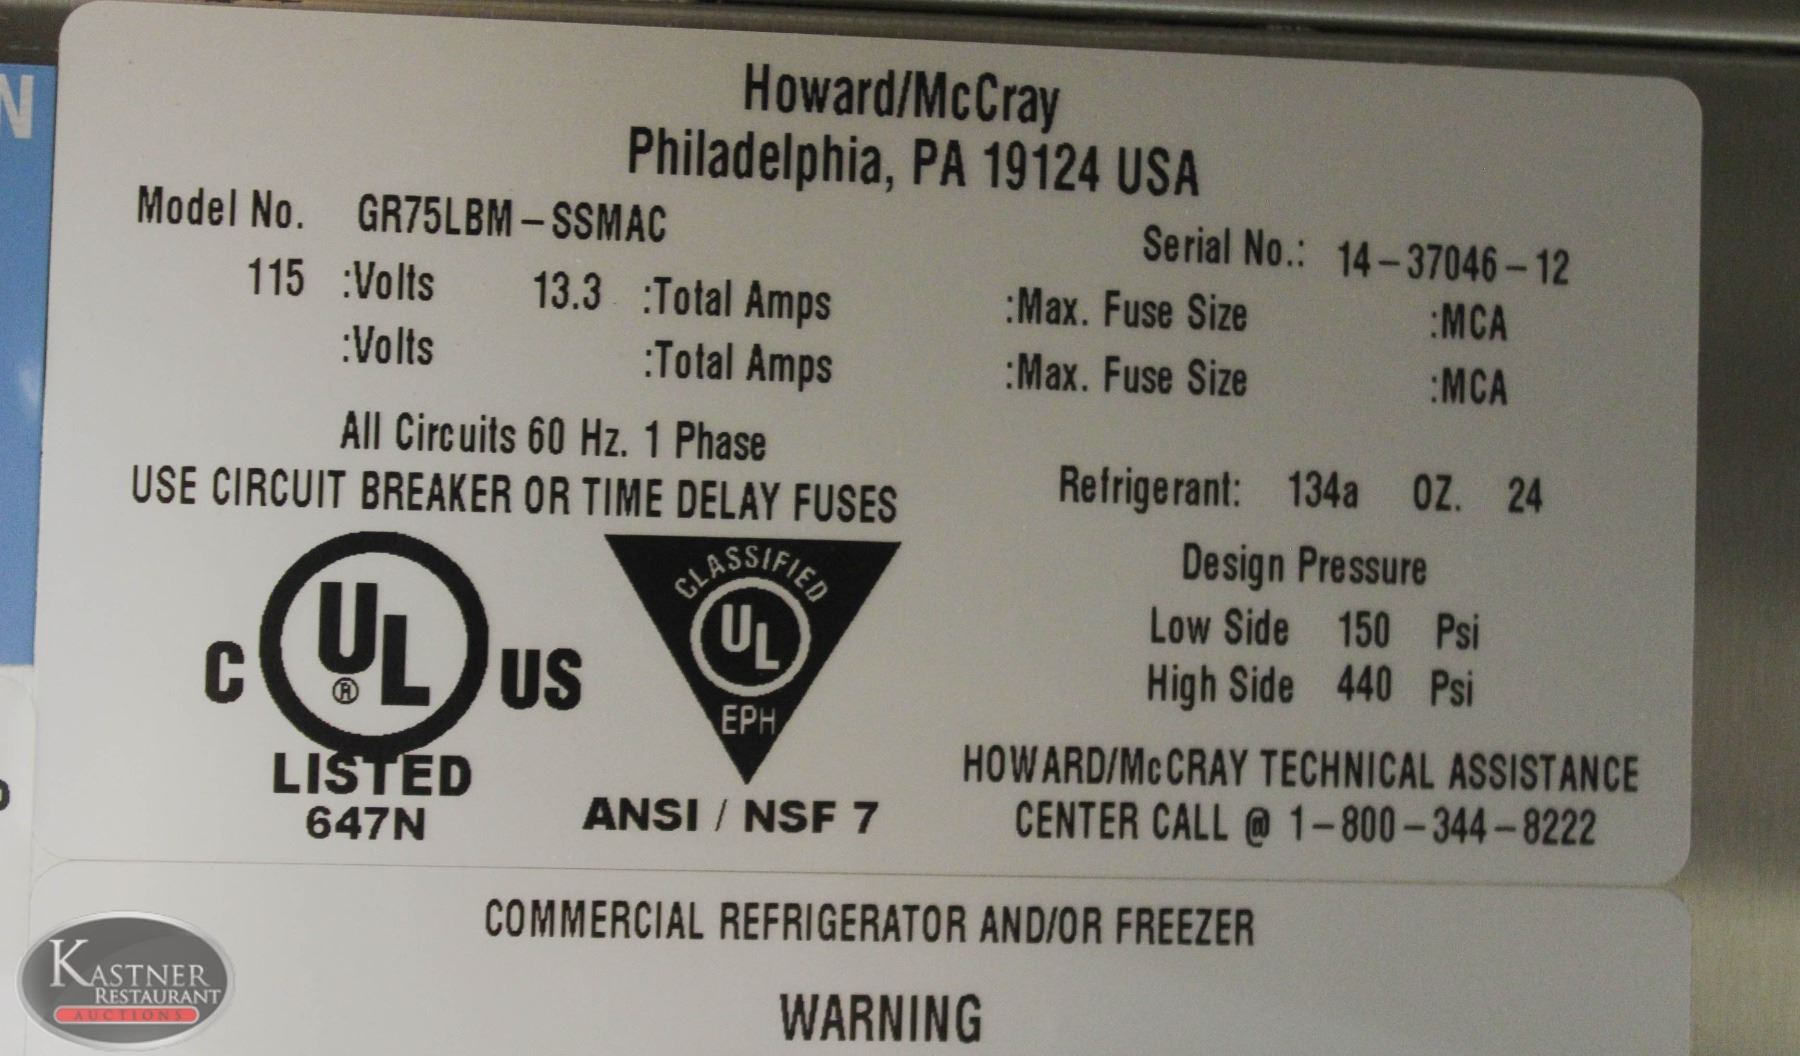 N
Howard/McCray
Philadelphia, PA 19124 USA
Model No. GR75LBM-SSMAC
Serial No.: 14-37046-12
115 :Volts 13.3 :Total Amps :Max. Fuse Size :MCA
:Volts :Total Amps :Max. Fuse Size :MCA
All Circuits 60 Hz. 1 Phase
USE CIRCUIT BREAKER OR TIME DELAY FUSES
Refrigerant: 134a OZ. 24
Design Pressure
Low Side 150 Psi
High Side 440 Psi
C UL ® US
LISTED
647N
CLASSIFIED
UL
EPH
ANSI / NSF 7
HOWARD/McCRAY TECHNICAL ASSISTANCE
CENTER CALL @ 1-800-344-8222
COMMERCIAL REFRIGERATOR AND/OR FREEZER
WARNING
KASTNER
RESTAURANT
AUCTIONS